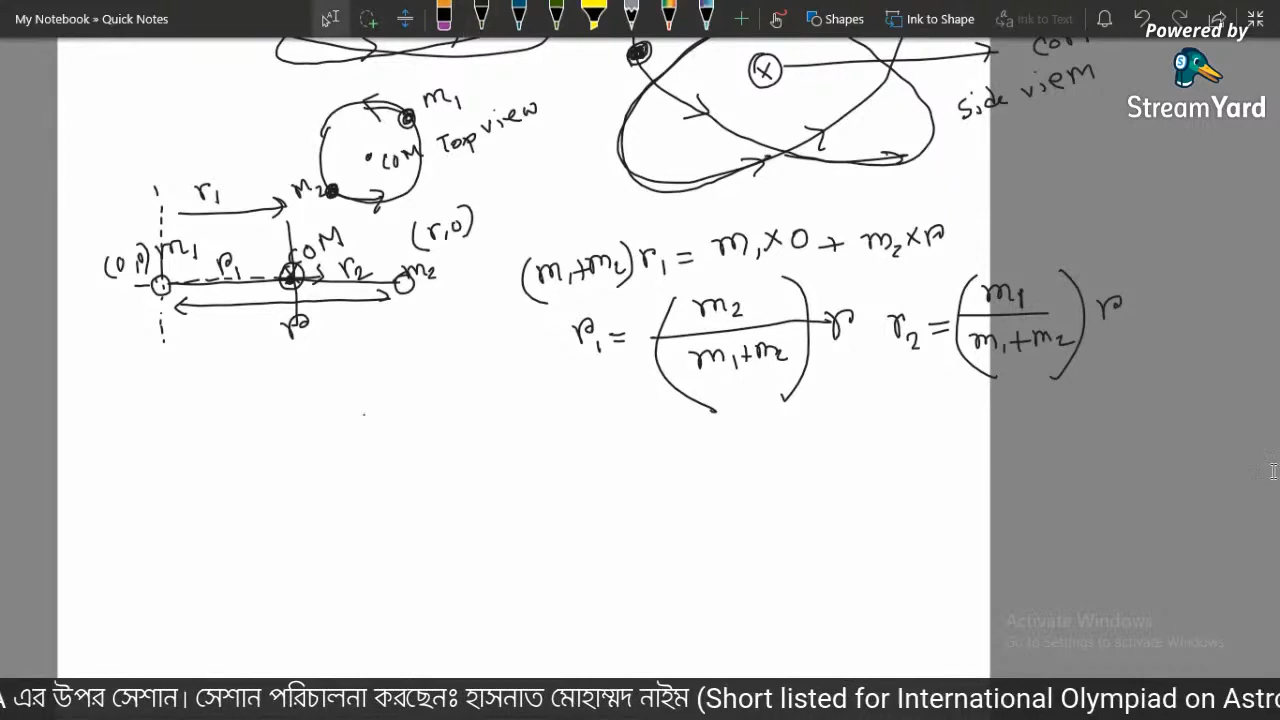 My Notebook » Quick Notes
Shapes
Ink to Shape
Ink to Text
Powered by
StreamYard
m₁
Top view
COM
m₂
Side view
r₁
(0,0) m₁
r₁
COM
r₂
m₂
(r,0)
r
(m₁+m₂)r₁ = m₁×0 + m₂×r
r₁ = (m₂/(m₁+m₂)) r
r₂ = (m₁/(m₁+m₂)) r
Activate Windows
Go to Settings to activate Windows.
A এর উপর সেশান। সেশান পরিচালনা করছেনঃ হাসনাত মোহাম্মদ নাইম (Short listed for International Olympiad on Astro